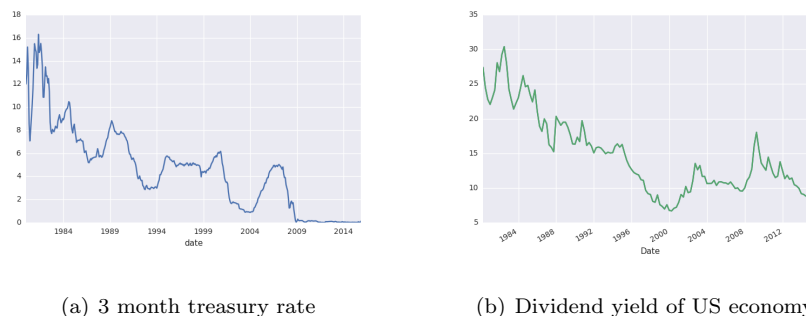 18
16
14
12
10
8
6
4
2
0
1984 1989 1994 1999 2004 2009 2014
date
(a) 3 month treasury rate
35
30
25
20
15
10
5
1984 1988 1992 1996 2000 2004 2008 2012
Date
(b) Dividend yield of US economy